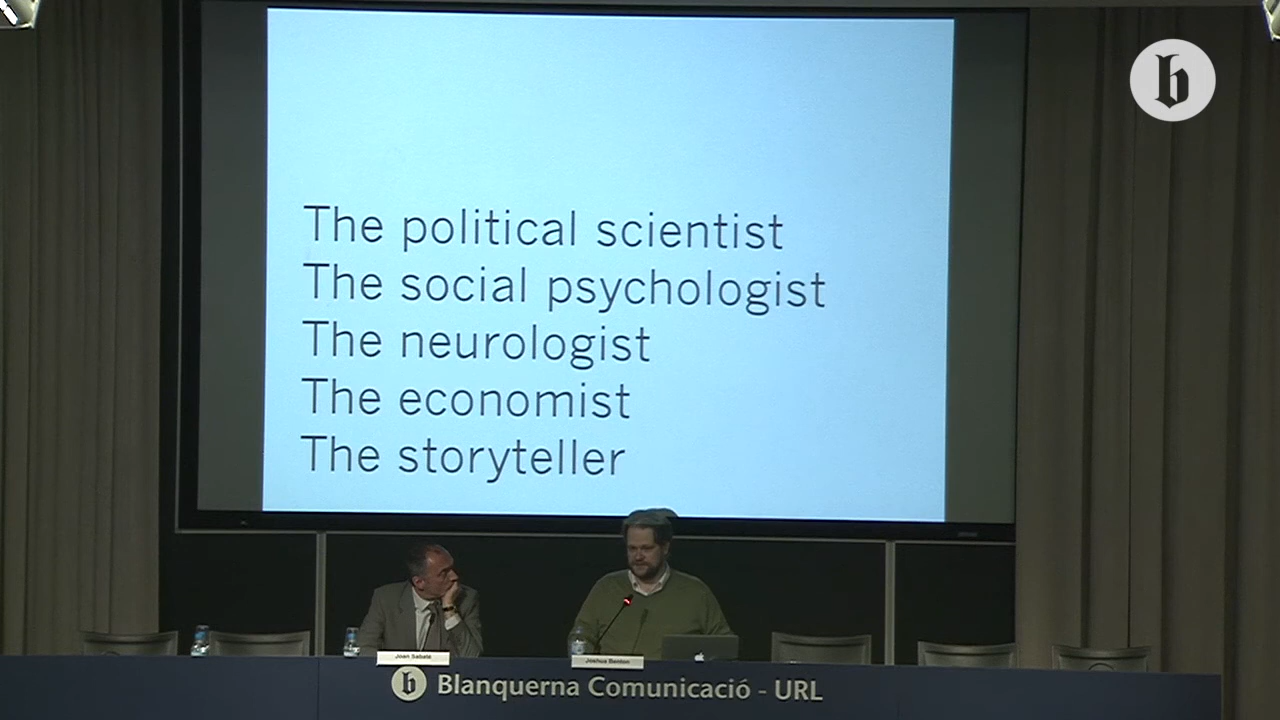 b
The political scientist
The social psychologist
The neurologist
The economist
The storyteller
Joan Sabaté
Joshua Benton
b Blanquerna Comunicació - URL